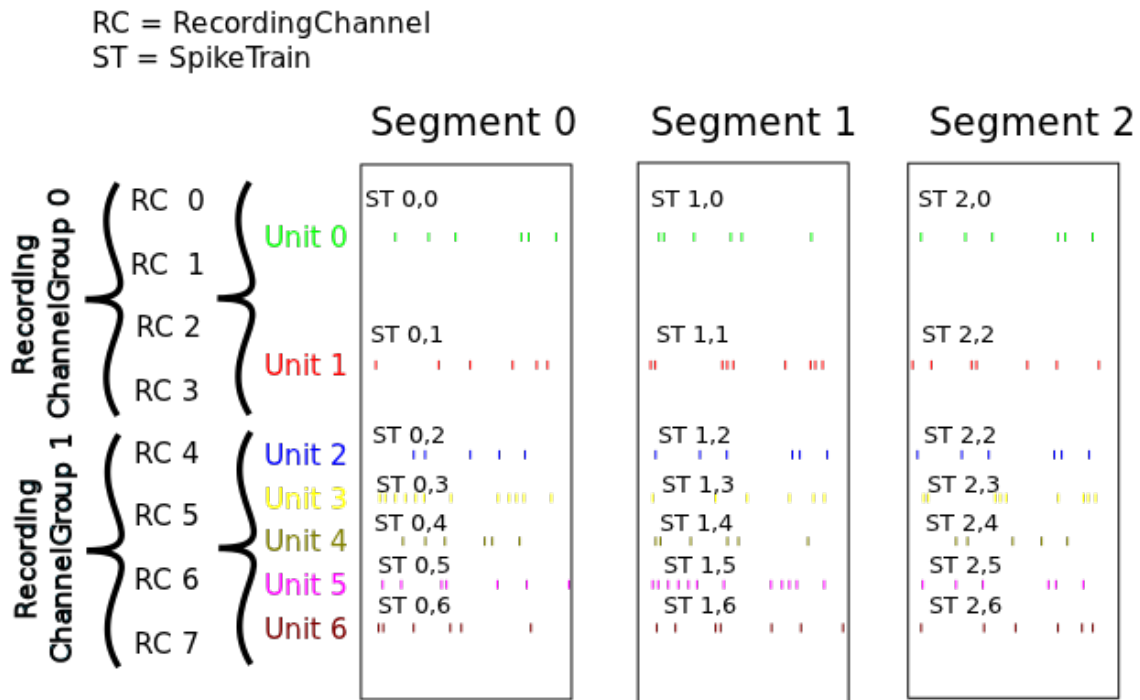 RC = RecordingChannel
ST = SpikeTrain
Segment 0
Segment 1
Segment 2
Recording
ChannelGroup 0
RC 0
RC 1
RC 2
RC 3
Unit 0
Unit 1
ST 0,0
ST 1,0
ST 2,0
ST 0,1
ST 1,1
ST 2,2
Recording
ChannelGroup 1
RC 4
RC 5
RC 6
RC 7
Unit 2
Unit 3
Unit 4
Unit 5
Unit 6
ST 0,2
ST 1,2
ST 2,2
ST 0,3
ST 1,3
ST 2,3
ST 0,4
ST 1,4
ST 2,4
ST 0,5
ST 1,5
ST 2,5
ST 0,6
ST 1,6
ST 2,6